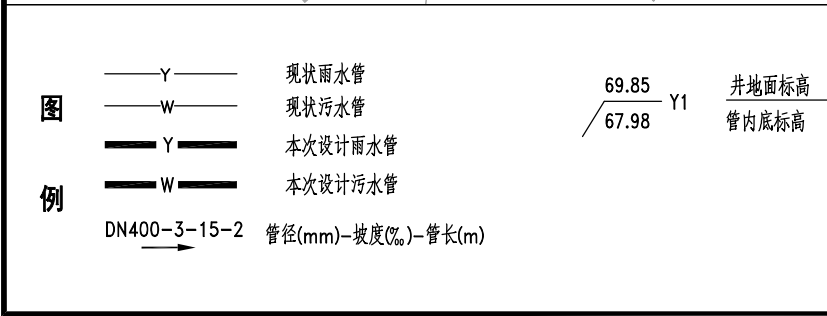 图例
Y 现状雨水管
W 现状污水管
Y 本次设计雨水管
W 本次设计污水管
DN400-3-15-2 管径(mm)-坡度(‰)-管长(m)
69.85
67.98
Y1
井地面标高
管内底标高